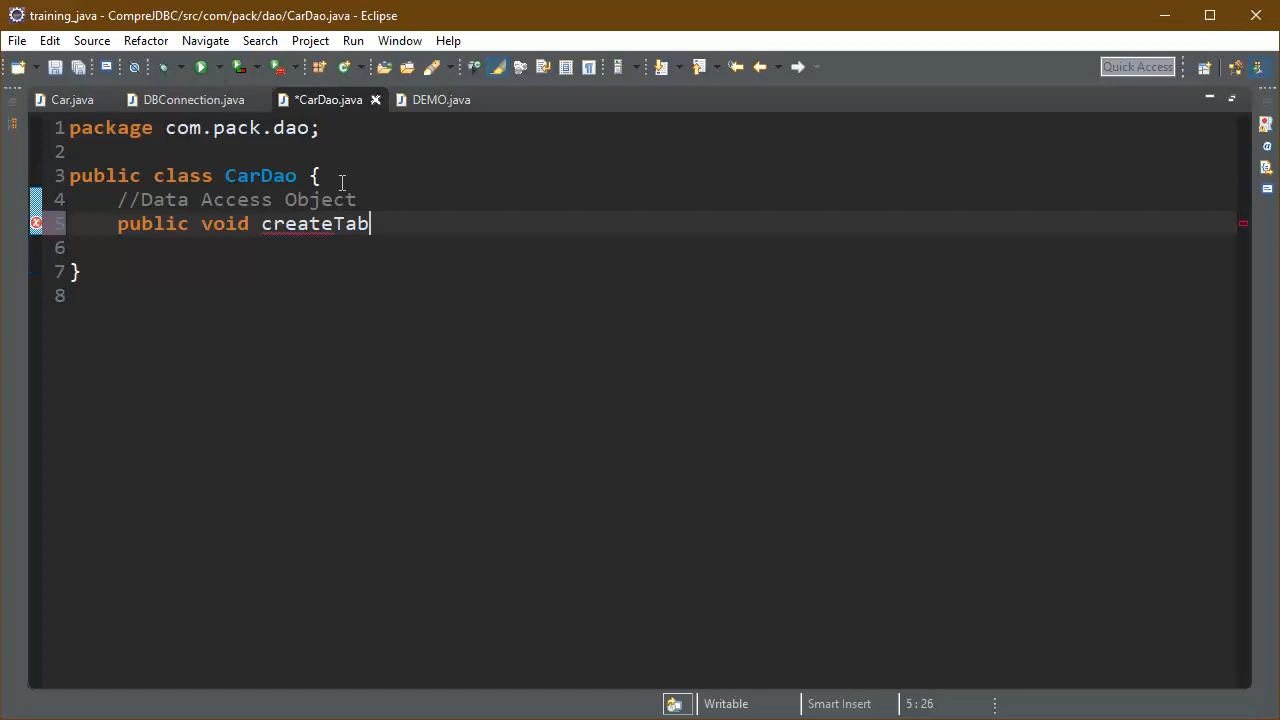 training_java - CompreJDBC/src/com/pack/dao/CarDao.java - Eclipse
File Edit Source Refactor Navigate Search Project Run Window Help
Quick Access
Car.java DBConnection.java *CarDao.java DEMO.java
1 package com.pack.dao;
2
3 public class CarDao {
4 //Data Access Object
5 public void createTab
6
7 }
8
Writable Smart Insert 5 : 26